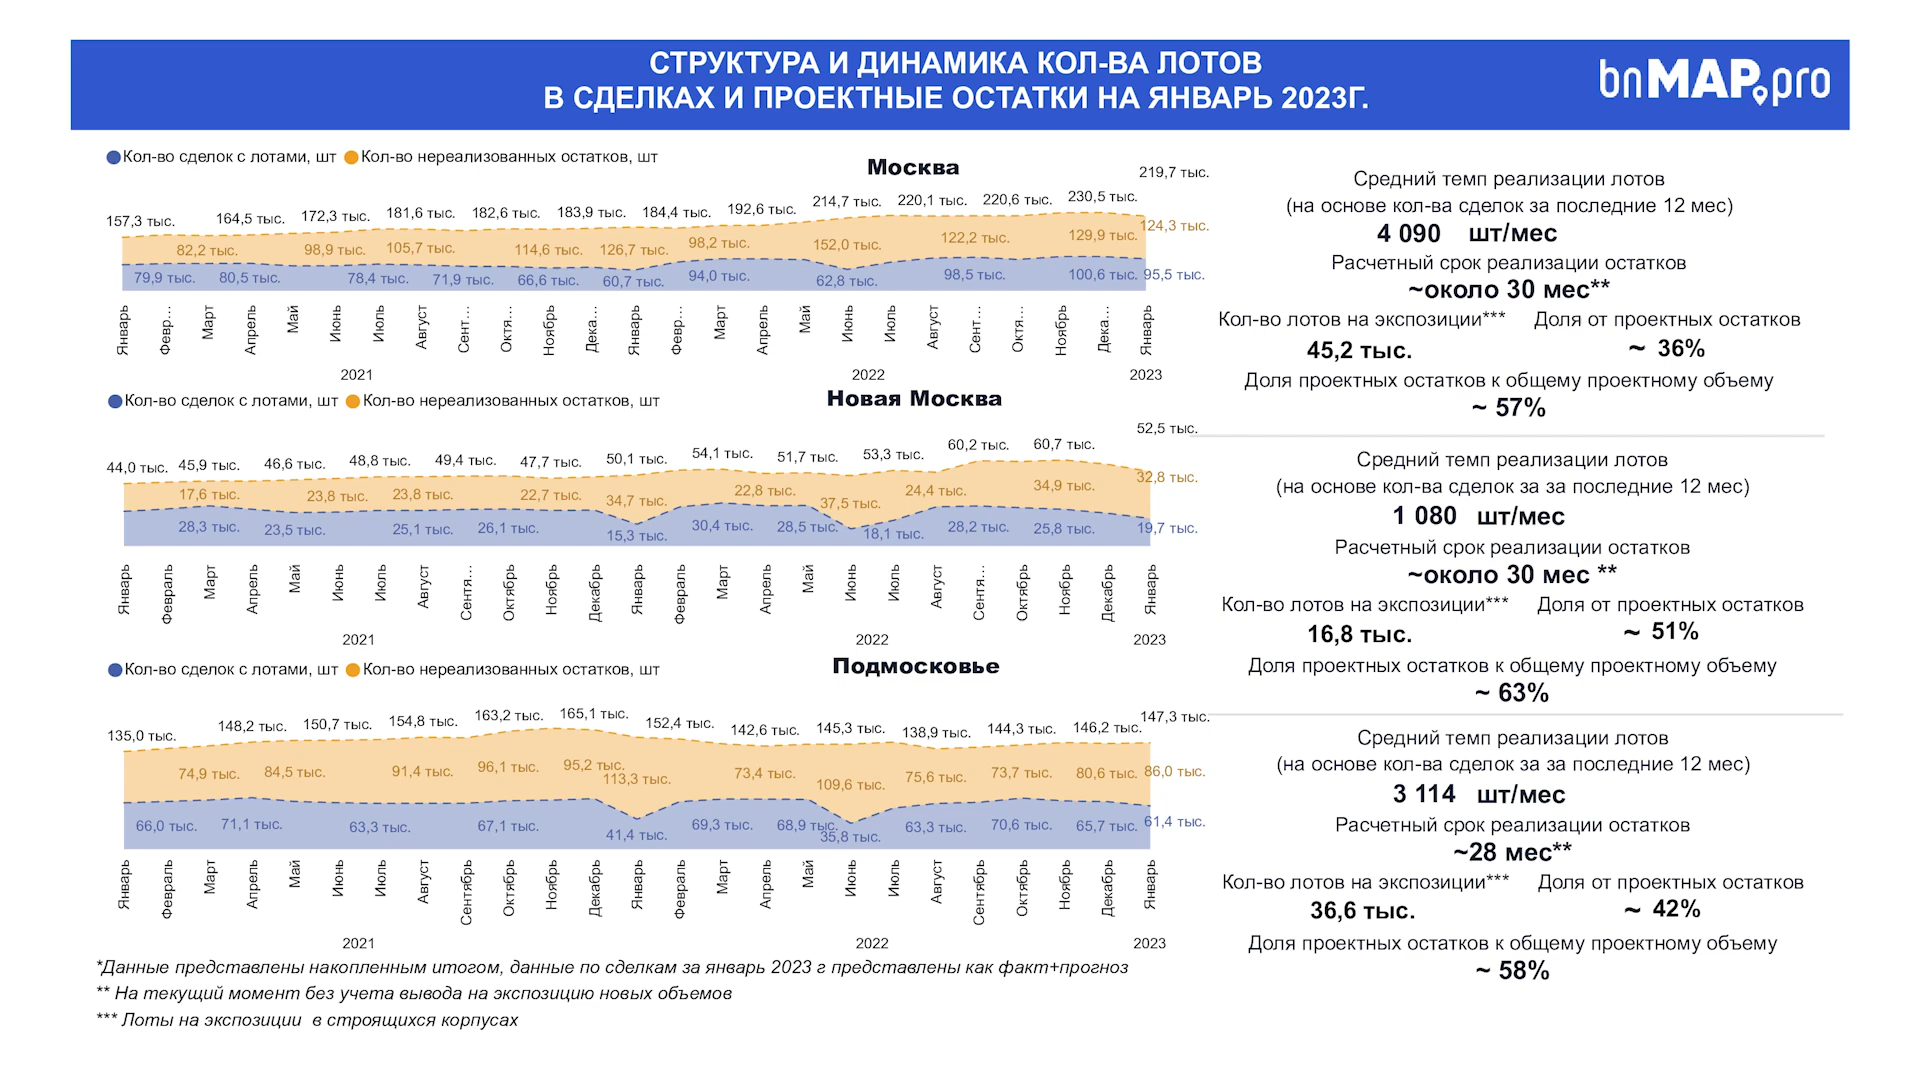 СТРУКТУРА И ДИНАМИКА КОЛ-ВА ЛОТОВ
В СДЕЛКАХ И ПРОЕКТНЫЕ ОСТАТКИ НА ЯНВАРЬ 2023Г.
bnMAP.pro
Кол-во сделок с лотами, шт Кол-во нереализованных остатков, шт
Москва
157,3 тыс. 164,5 тыс. 172,3 тыс. 181,6 тыс. 182,6 тыс. 183,9 тыс. 184,4 тыс. 192,6 тыс. 214,7 тыс. 220,1 тыс. 220,6 тыс. 230,5 тыс. 219,7 тыс.
82,2 тыс. 98,9 тыс. 105,7 тыс. 114,6 тыс. 126,7 тыс. 98,2 тыс. 152,0 тыс. 122,2 тыс. 129,9 тыс. 124,3 тыс.
79,9 тыс. 80,5 тыс. 78,4 тыс. 71,9 тыс. 66,6 тыс. 60,7 тыс. 94,0 тыс. 62,8 тыс. 98,5 тыс. 100,6 тыс. 95,5 тыс.
Январь Февр... Март Апрель Май Июнь Июль Август Сент... Октя... Ноябрь Дека... Январь Февр... Март Апрель Май Июнь Июль Август Сент... Октя... Ноябрь Дека... Январь
2021 2022 2023
Средний темп реализации лотов
(на основе кол-ва сделок за последние 12 мес)
4 090 шт/мес
Расчетный срок реализации остатков
~около 30 мес**
Кол-во лотов на экспозиции*** Доля от проектных остатков
45,2 тыс. ~ 36%
Доля проектных остатков к общему проектному объему
~ 57%
Кол-во сделок с лотами, шт Кол-во нереализованных остатков, шт
Новая Москва
44,0 тыс. 45,9 тыс. 46,6 тыс. 48,8 тыс. 49,4 тыс. 47,7 тыс. 50,1 тыс. 54,1 тыс. 51,7 тыс. 53,3 тыс. 60,2 тыс. 60,7 тыс. 52,5 тыс.
17,6 тыс. 23,8 тыс. 23,8 тыс. 22,7 тыс. 34,7 тыс. 22,8 тыс. 37,5 тыс. 24,4 тыс. 34,9 тыс. 32,8 тыс.
28,3 тыс. 23,5 тыс. 25,1 тыс. 26,1 тыс. 15,3 тыс. 30,4 тыс. 28,5 тыс. 18,1 тыс. 28,2 тыс. 25,8 тыс. 19,7 тыс.
Январь Февраль Март Апрель Май Июнь Июль Август Сентя... Октябрь Ноябрь Декабрь Январь Февраль Март Апрель Май Июнь Июль Август Сентя... Октябрь Ноябрь Декабрь Январь
2021 2022 2023
Средний темп реализации лотов
(на основе кол-ва сделок за за последние 12 мес)
1 080 шт/мес
Расчетный срок реализации остатков
~около 30 мес **
Кол-во лотов на экспозиции*** Доля от проектных остатков
16,8 тыс. ~ 51%
Доля проектных остатков к общему проектному объему
~ 63%
Кол-во сделок с лотами, шт Кол-во нереализованных остатков, шт
Подмосковье
135,0 тыс. 148,2 тыс. 150,7 тыс. 154,8 тыс. 163,2 тыс. 165,1 тыс. 152,4 тыс. 142,6 тыс. 145,3 тыс. 138,9 тыс. 144,3 тыс. 146,2 тыс. 147,3 тыс.
74,9 тыс. 84,5 тыс. 91,4 тыс. 96,1 тыс. 95,2 тыс. 113,3 тыс. 73,4 тыс. 109,6 тыс. 75,6 тыс. 73,7 тыс. 80,6 тыс. 86,0 тыс.
66,0 тыс. 71,1 тыс. 63,3 тыс. 67,1 тыс. 41,4 тыс. 69,3 тыс. 68,9 тыс. 35,8 тыс. 63,3 тыс. 70,6 тыс. 65,7 тыс. 61,4 тыс.
Январь Февраль Март Апрель Май Июнь Июль Август Сентябрь Октябрь Ноябрь Декабрь Январь Февраль Март Апрель Май Июнь Июль Август Сентябрь Октябрь Ноябрь Декабрь Январь
2021 2022 2023
Средний темп реализации лотов
(на основе кол-ва сделок за за последние 12 мес)
3 114 шт/мес
Расчетный срок реализации остатков
~28 мес**
Кол-во лотов на экспозиции*** Доля от проектных остатков
36,6 тыс. ~ 42%
Доля проектных остатков к общему проектному объему
~ 58%
*Данные представлены накопленным итогом, данные по сделкам за январь 2023 г представлены как факт+прогноз
** На текущий момент без учета вывода на экспозицию новых объемов
*** Лоты на экспозиции в строящихся корпусах